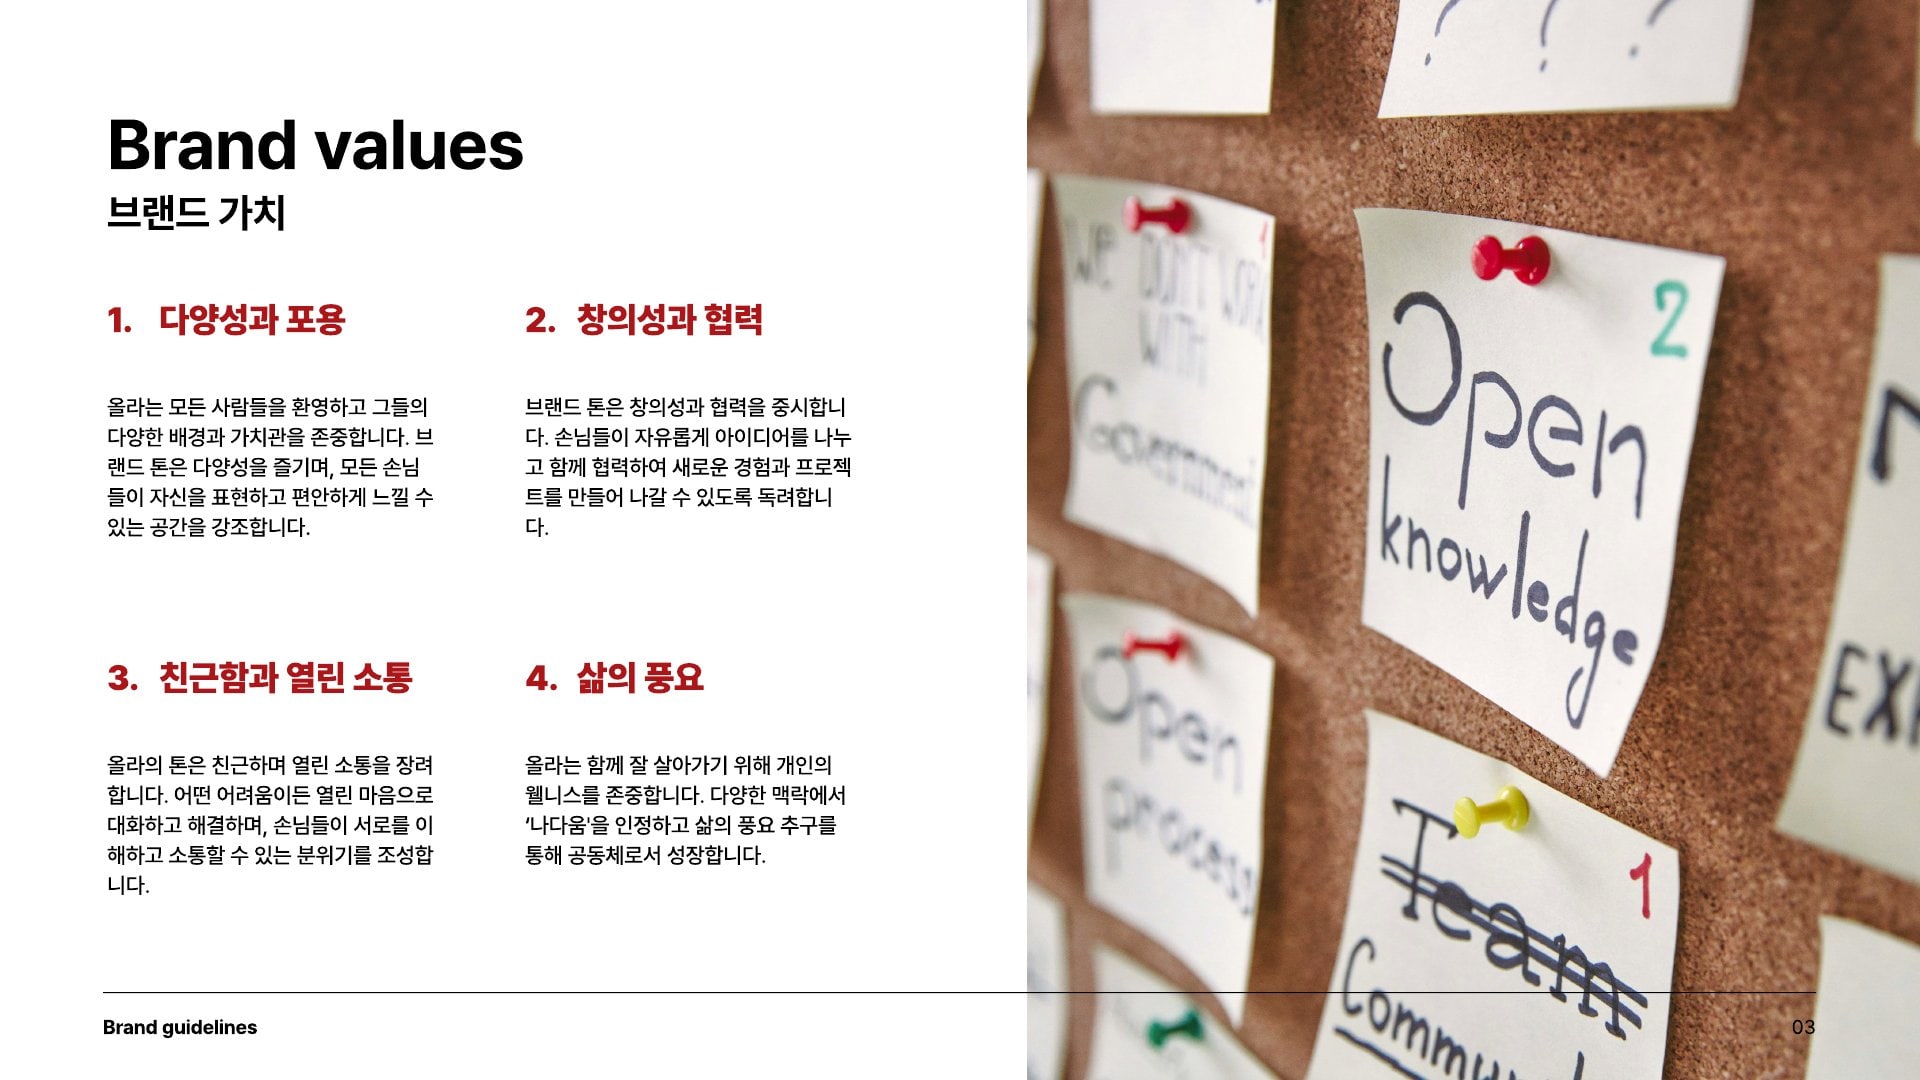 Brand values
브랜드 가치
1. 다양성과 포용
올라는 모든 사람들을 환영하고 그들의
다양한 배경과 가치관을 존중합니다. 브
랜드 톤은 다양성을 즐기며, 모든 손님
들이 자신을 표현하고 편안하게 느낄 수
있는 공간을 강조합니다.
2. 창의성과 협력
브랜드 톤은 창의성과 협력을 중시합니
다. 손님들이 자유롭게 아이디어를 나누
고 함께 협력하여 새로운 경험과 프로젝
트를 만들어 나갈 수 있도록 독려합니
다.
3. 친근함과 열린 소통
올라의 톤은 친근하며 열린 소통을 장려
합니다. 어떤 어려움이든 열린 마음으로
대화하고 해결하며, 손님들이 서로를 이
해하고 소통할 수 있는 분위기를 조성합
니다.
4. 삶의 풍요
올라는 함께 잘 살아가기 위해 개인의
웰니스를 존중합니다. 다양한 맥락에서
'나다움'을 인정하고 삶의 풍요 추구를
통해 공동체로서 성장합니다.
Brand guidelines
03
? ? ?
1
We DON'T
WITH
Government
2
Open
knowledge
Open
process
1
Team